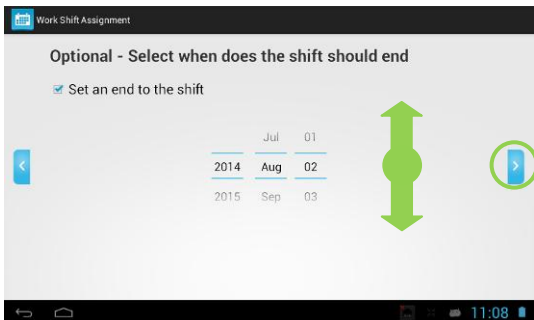 Work Shift Assignment
Optional - Select when does the shift should end
Set an end to the shift
Jul 01
2014 Aug 02
2015 Sep 03
11:08